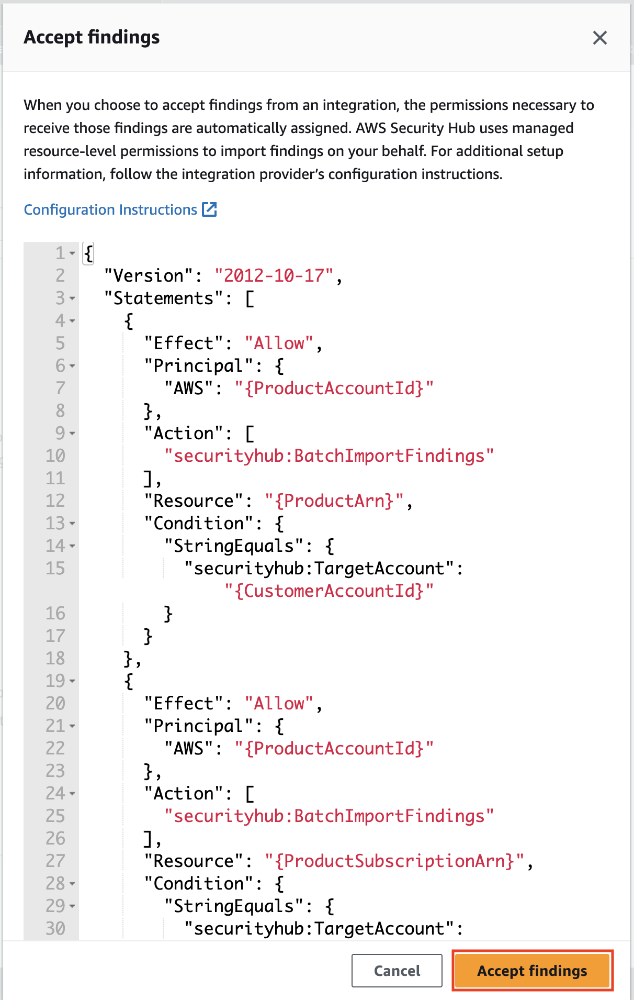 Accept findings
When you choose to accept findings from an integration, the permissions necessary to
receive those findings are automatically assigned. AWS Security Hub uses managed
resource-level permissions to import findings on your behalf. For additional setup
information, follow the integration provider’s configuration instructions.
Configuration Instructions
1 {
2 "Version": "2012-10-17",
3 "Statements": [
4 {
5 "Effect": "Allow",
6 "Principal": {
7 "AWS": "{ProductAccountId}"
8 },
9 "Action": [
10 "securityhub:BatchImportFindings"
11 ],
12 "Resource": "{ProductArn}",
13 "Condition": {
14 "StringEquals": {
15 "securityhub:TargetAccount":
"{CustomerAccountId}"
16 }
17 }
18 },
19 {
20 "Effect": "Allow",
21 "Principal": {
22 "AWS": "{ProductAccountId}"
23 },
24 "Action": [
25 "securityhub:BatchImportFindings"
26 ],
27 "Resource": "{ProductSubscriptionArn}",
28 "Condition": {
29 "StringEquals": {
30 "securityhub:TargetAccount":
Cancel
Accept findings